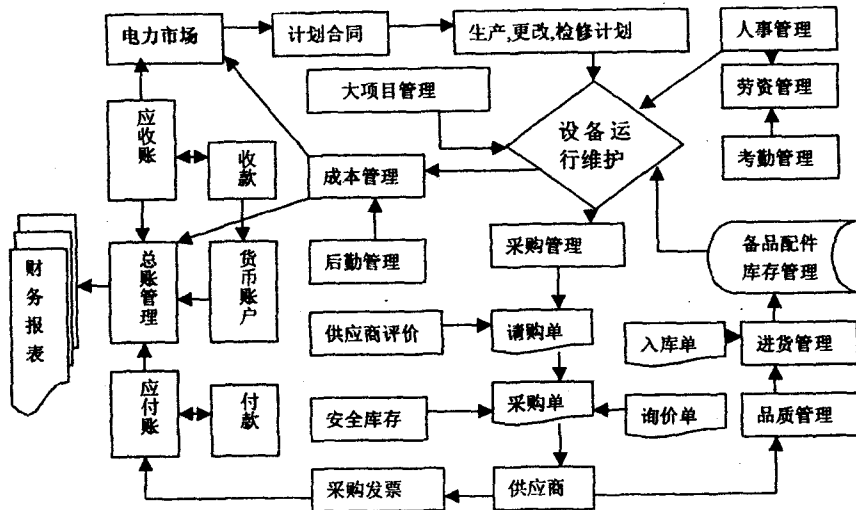 电力市场
计划合同
生产,更改,检修计划
人事管理
大项目管理
劳资管理
应收账
设备运
行维护
收款
成本管理
考勤管理
采购管理
备品配件
库存管理
财务报表
总账管理
货币账户
后勤管理
供应商评价
请购单
入库单
进货管理
应付账
付款
安全库存
采购单
询价单
品质管理
采购发票
供应商